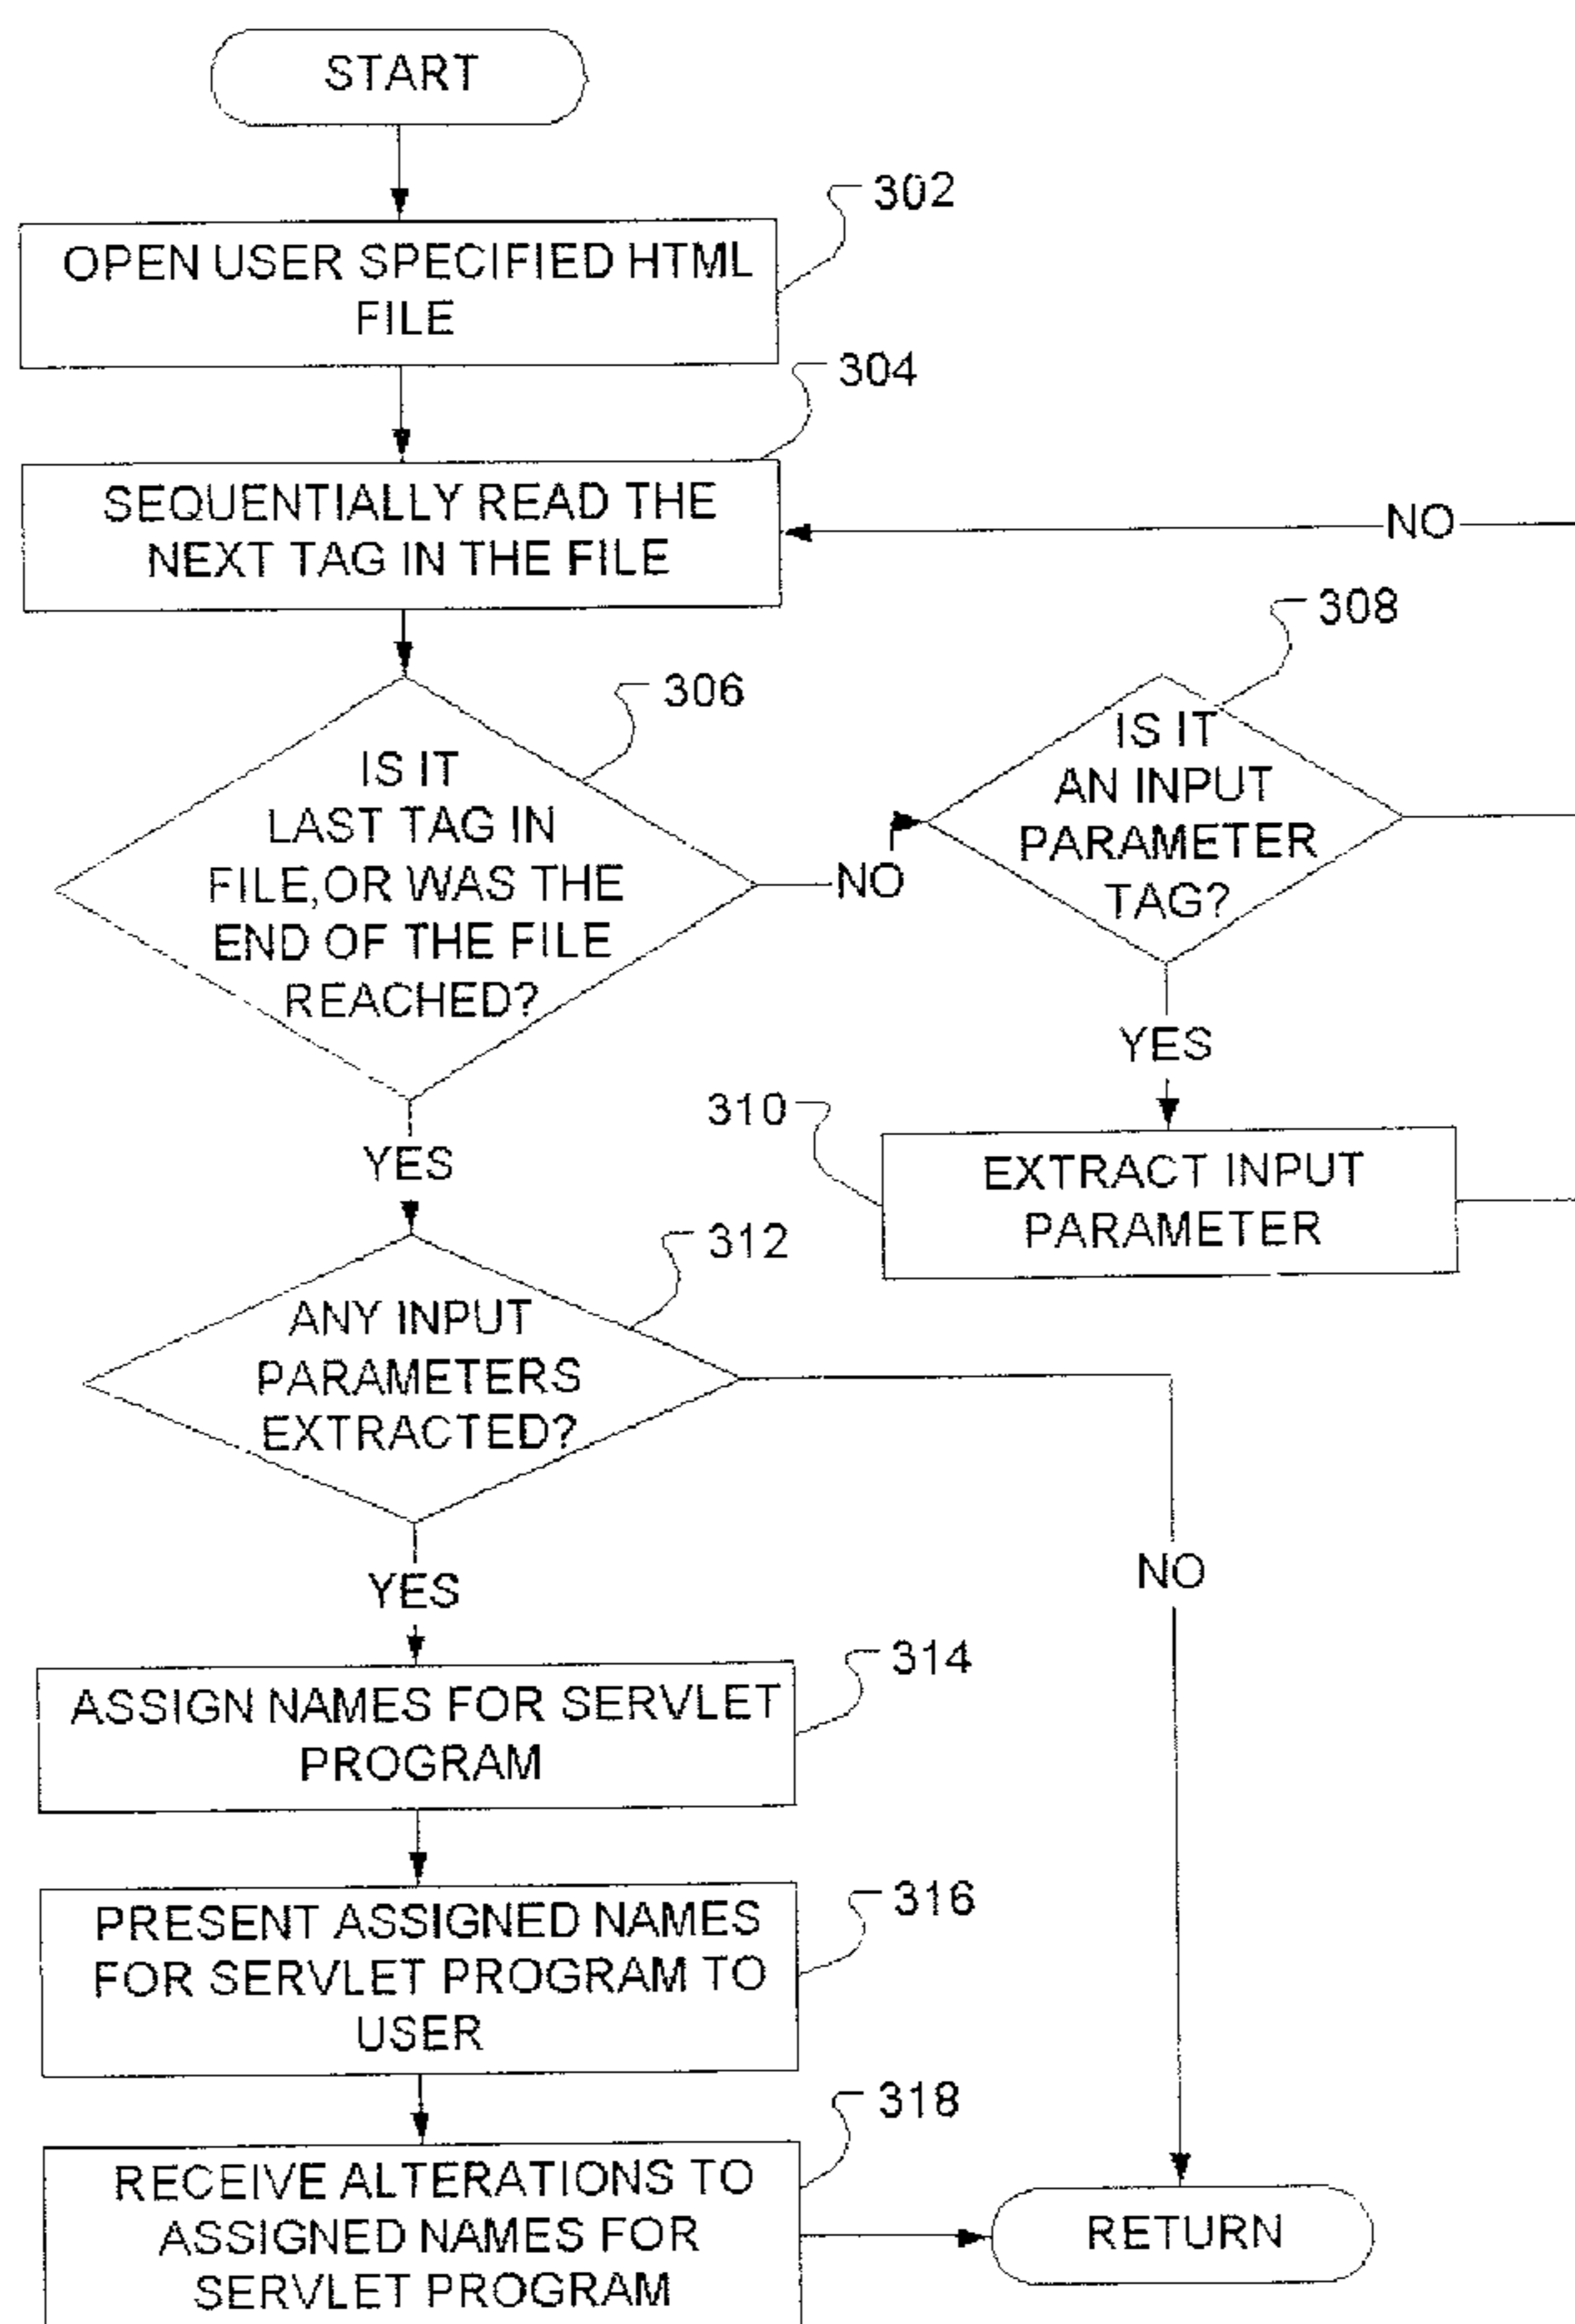 START
302
OPEN USER SPECIFIED HTML
FILE
304
SEQUENTIALLY READ THE
NEXT TAG IN THE FILE
NO
308
306
IS IT
LAST TAG IN
FILE,OR WAS THE
END OF THE FILE
REACHED?
NO
IS IT
AN INPUT
PARAMETER
TAG?
YES
310
EXTRACT INPUT
PARAMETER
YES
312
ANY INPUT
PARAMETERS
EXTRACTED?
NO
YES
314
ASSIGN NAMES FOR SERVLET
PROGRAM
316
PRESENT ASSIGNED NAMES
FOR SERVLET PROGRAM TO
USER
318
RECEIVE ALTERATIONS TO
ASSIGNED NAMES FOR
SERVLET PROGRAM
RETURN